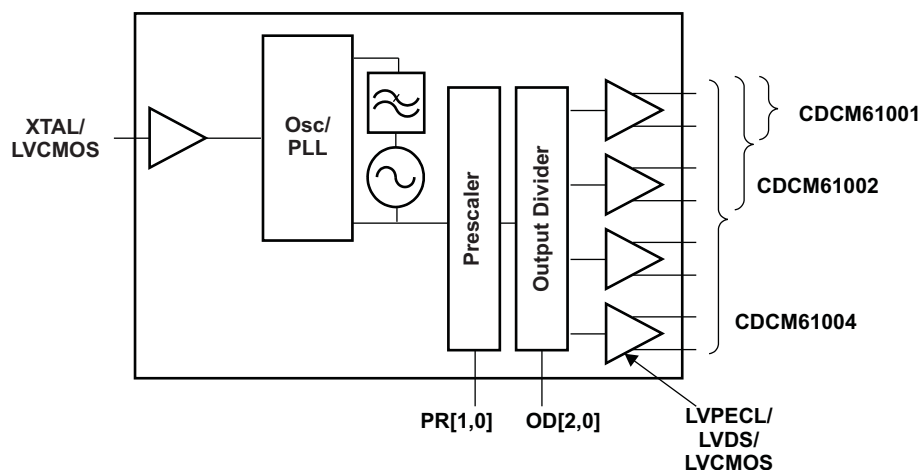 XTAL/
LVCMOS
Osc/
PLL
Prescaler
Output Divider
CDCM61001
CDCM61002
CDCM61004
PR[1,0]
OD[2,0]
LVPECL/
LVDS/
LVCMOS